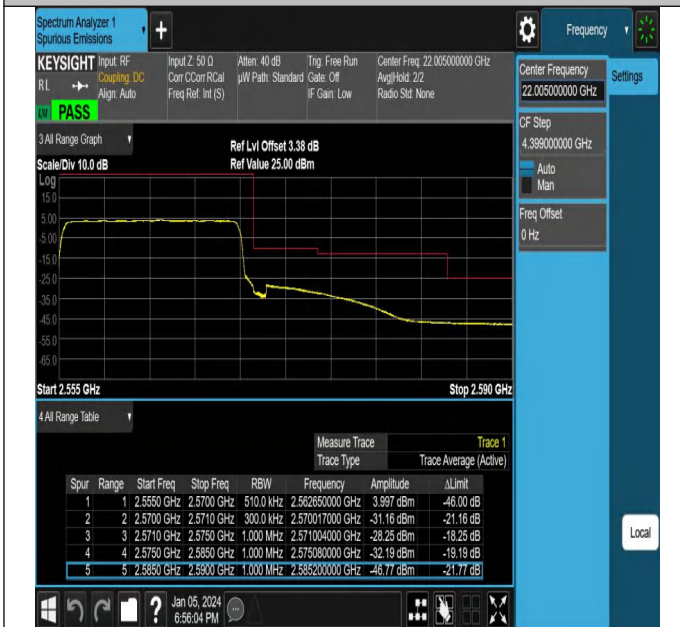 Spectrum Analyzer 1
Spurious Emissions
+
Frequency
KEYSIGHT Input: RF Input Z: 50 Ω Atten: 40 dB Trig: Free Run Center Freq: 22.005000000 GHz
RL Coupling: DC Corr CCorr RCal µW Path: Standard Gate: Off Avg|Hold: 2/2
Align: Auto Freq Ref: Int (S) IF Gain: Low Radio Std: None
PASS
Center Frequency
22.005000000 GHz
Settings
CF Step
4.399000000 GHz
Auto
Man
Freq Offset
0 Hz
3 All Range Graph
Ref Lvl Offset 3.38 dB
Scale/Div 10.0 dB Ref Value 25.00 dBm
Log
15.0
5.00
-5.00
-15.0
-25.0
-35.0
-45.0
-55.0
-65.0
Start 2.555 GHz Stop 2.590 GHz
4 All Range Table
Measure Trace Trace 1
Trace Type Trace Average (Active)
Spur Range Start Freq Stop Freq RBW Frequency Amplitude ΔLimit
1 1 2.5550 GHz 2.5700 GHz 510.0 kHz 2.562650000 GHz 3.997 dBm -46.00 dB
2 2 2.5700 GHz 2.5710 GHz 300.0 kHz 2.570017000 GHz -31.16 dBm -21.16 dB
3 3 2.5710 GHz 2.5750 GHz 1.000 MHz 2.571004000 GHz -28.25 dBm -18.25 dB
4 4 2.5750 GHz 2.5850 GHz 1.000 MHz 2.575080000 GHz -32.19 dBm -19.19 dB
5 5 2.5850 GHz 2.5900 GHz 1.000 MHz 2.585200000 GHz -46.77 dBm -21.77 dB
Local
? Jan 05, 2024
6:56:04 PM